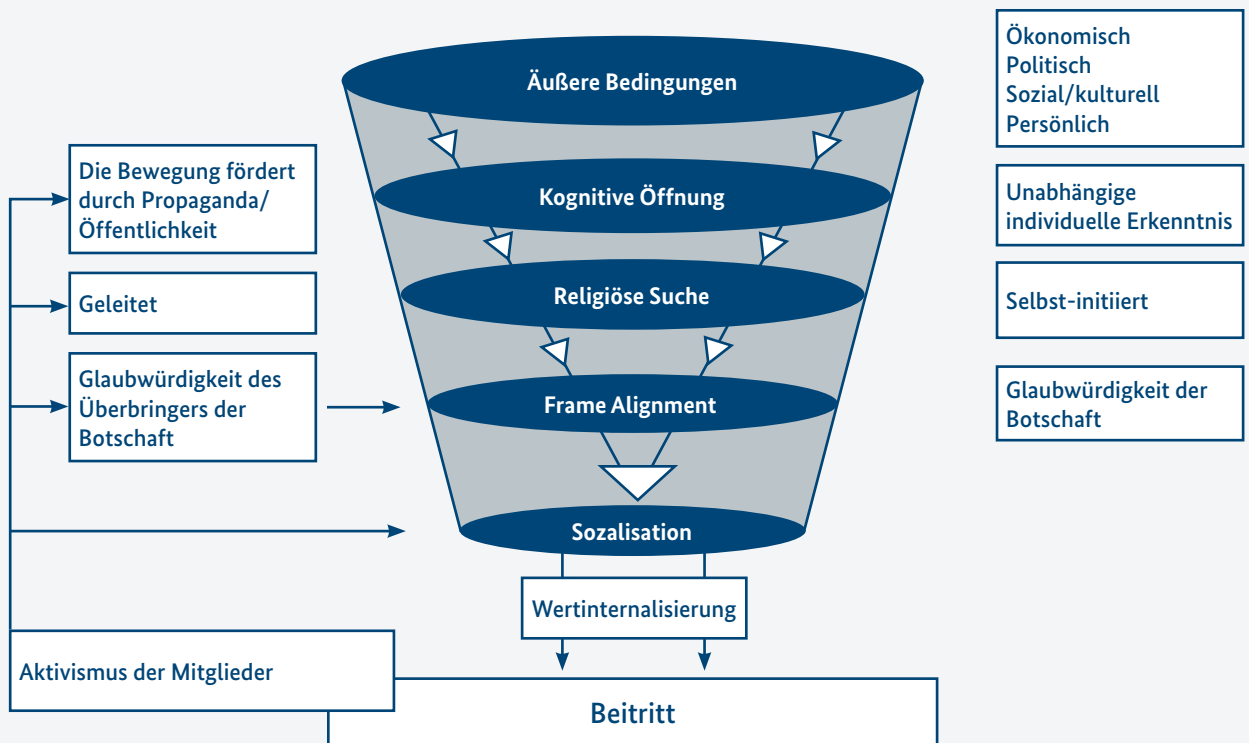 Äußere Bedingungen
Ökonomisch
Politisch
Sozial/kulturell
Persönlich
Die Bewegung fördert
durch Propaganda/
Öffentlichkeit
Kognitive Öffnung
Unabhängige
individuelle Erkenntnis
Geleitet
Religiöse Suche
Selbst-initiiert
Glaubwürdigkeit des
Überbringers der
Botschaft
Frame Alignment
Glaubwürdigkeit der
Botschaft
Sozalisation
Wertinternalisierung
Aktivismus der Mitglieder
Beitritt